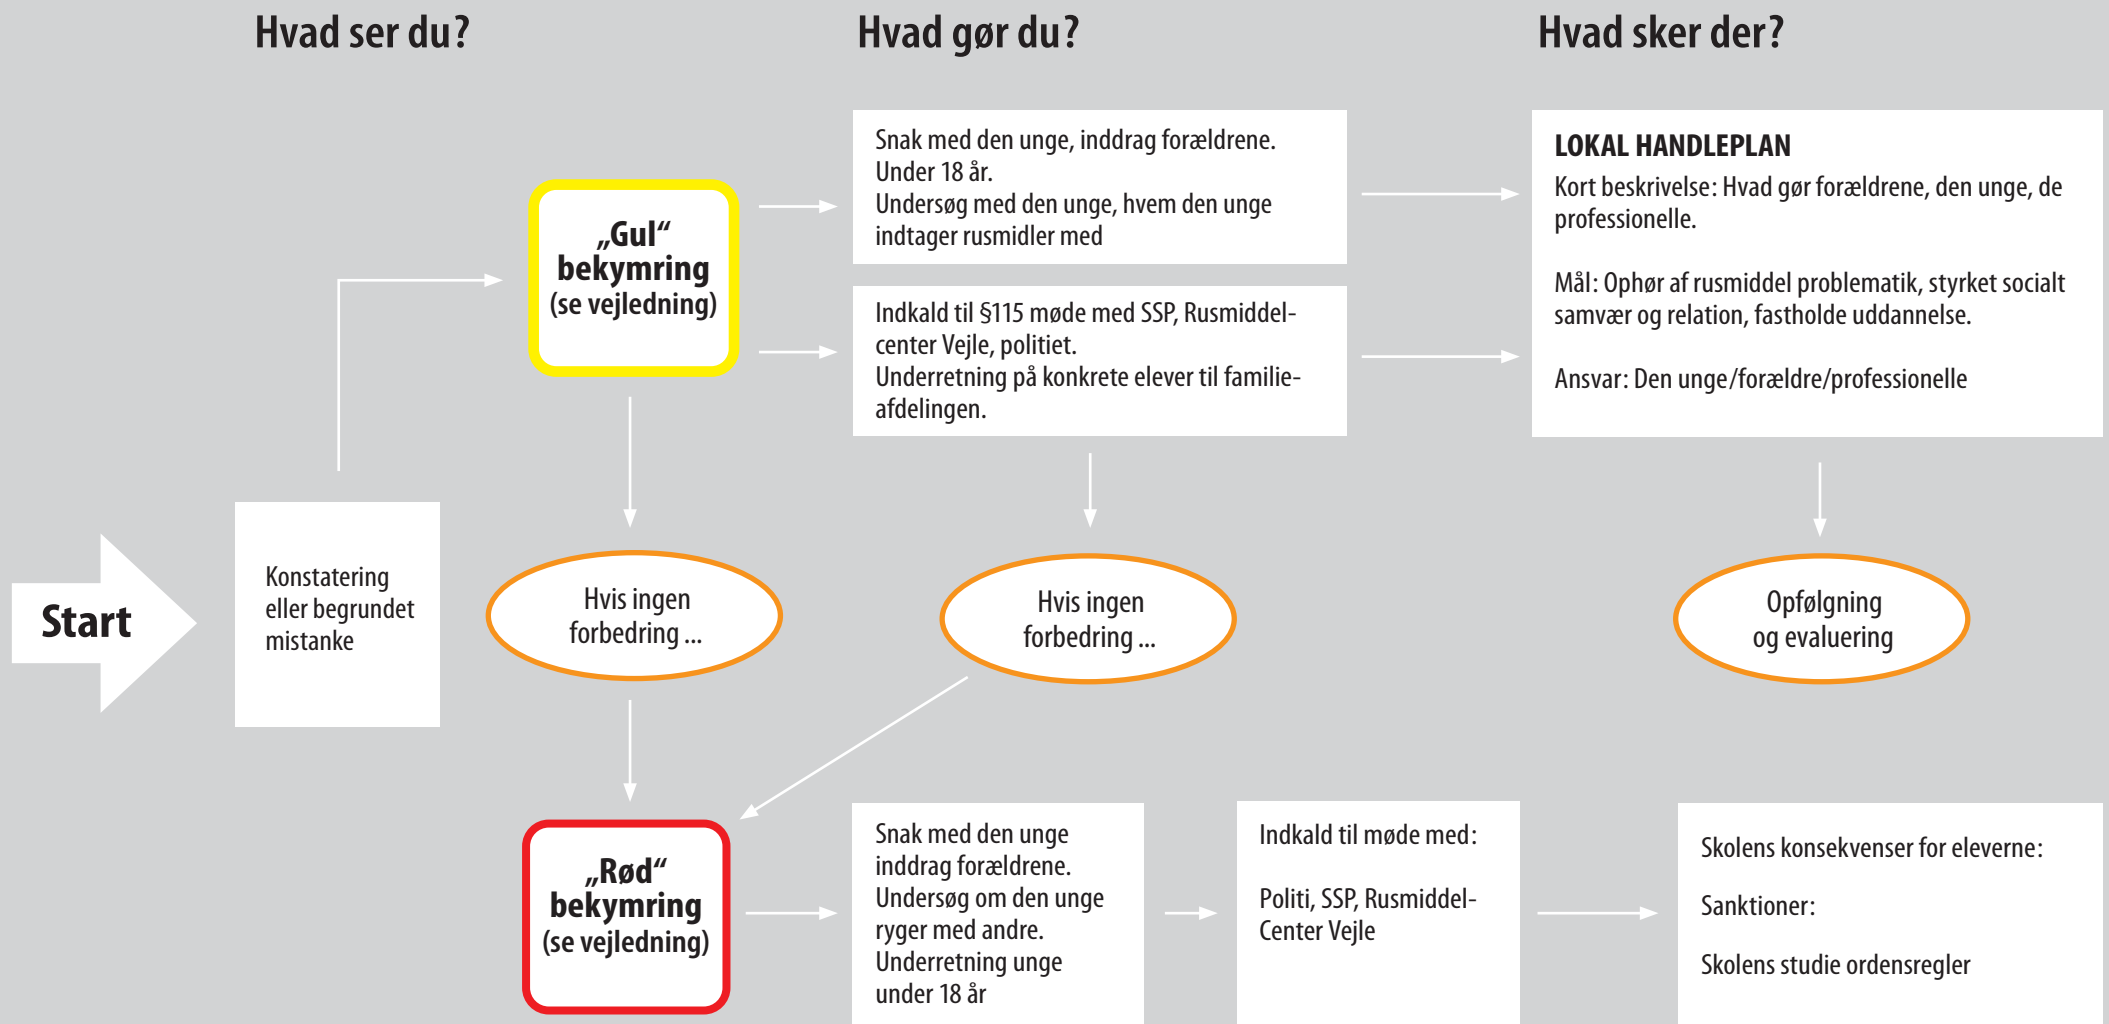 Hvad ser du?
Hvad gør du?
Hvad sker der?
Start
Konstatering
eller begrundet
mistanke
„Gul“
bekymring
(se vejledning)
Snak med den unge, inddrag forældrene.
Under 18 år.
Undersøg med den unge, hvem den unge
indtager rusmidler med
Indkald til §115 møde med SSP, Rusmiddel-
center Vejle, politiet.
Underretning på konkrete elever til familie-
afdelingen.
LOKAL HANDLEPLAN
Kort beskrivelse: Hvad gør forældrene, den unge, de
professionelle.
Mål: Ophør af rusmiddel problematik, styrket socialt
samvær og relation, fastholde uddannelse.
Ansvar: Den unge/forældre/professionelle
Hvis ingen
forbedring ...
Hvis ingen
forbedring ...
Opfølgning
og evaluering
„Rød“
bekymring
(se vejledning)
Snak med den unge
inddrag forældrene.
Undersøg om den unge
ryger med andre.
Underretning unge
under 18 år
Indkald til møde med:
Politi, SSP, Rusmiddel-
Center Vejle
Skolens konsekvenser for eleverne:
Sanktioner:
Skolens studie ordensregler